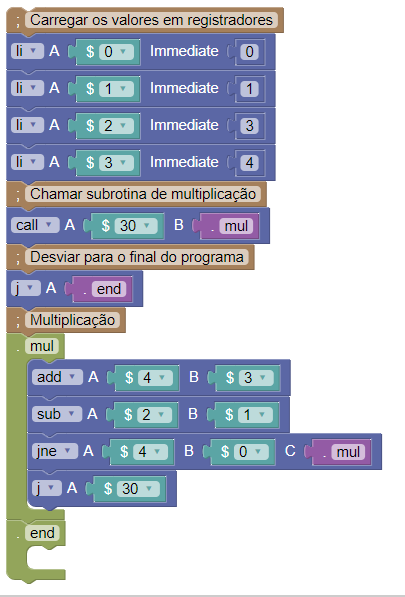 ; Carregar os valores em registradores
li A $ 0 Immediate 0
li A $ 1 Immediate 1
li A $ 2 Immediate 3
li A $ 3 Immediate 4
; Chamar subrotina de multiplicação
call A $ 30 B . mul
; Desviar para o final do programa
j A . end
; Multiplicação
. mul
add A $ 4 B $ 3
sub A $ 2 B $ 1
jne A $ 4 B $ 0 C . mul
j A $ 30
. end